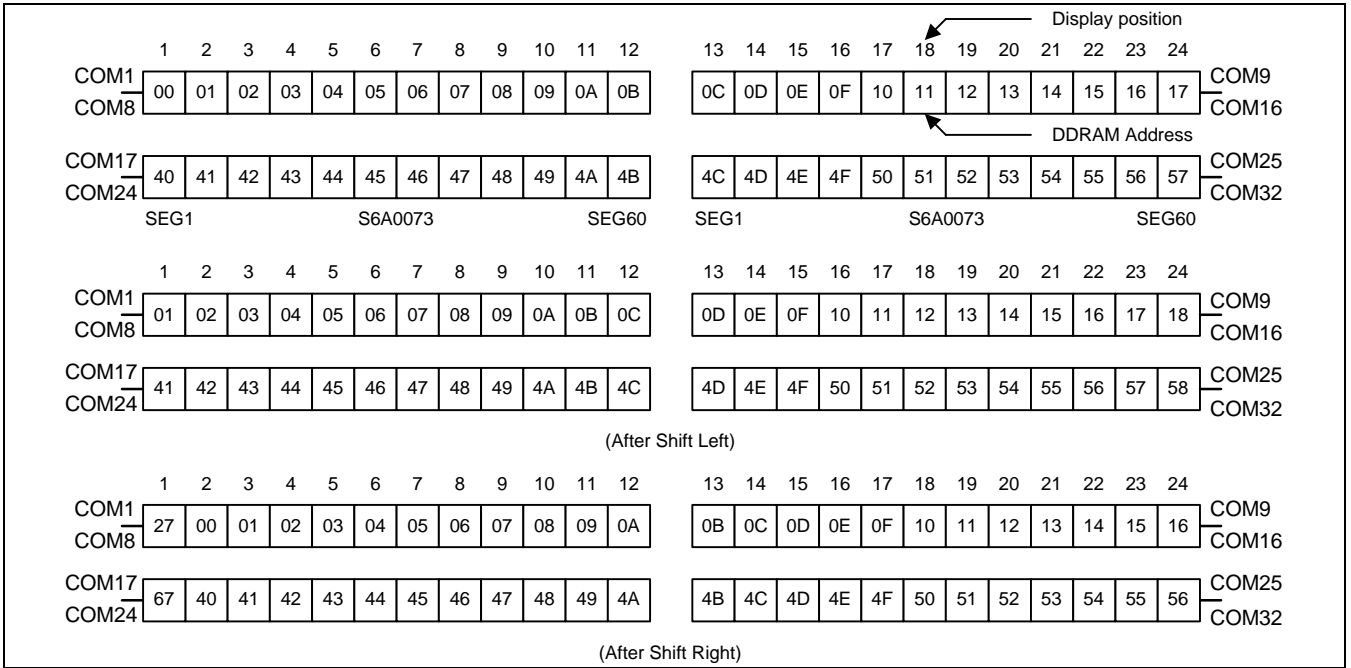 Display position
1 2 3 4 5 6 7 8 9 10 11 12 13 14 15 16 17 18 19 20 21 22 23 24
COM1 COM9
00 01 02 03 04 05 06 07 08 09 0A 0B 0C 0D 0E 0F 10 11 12 13 14 15 16 17
COM8 COM16
DDRAM Address
COM17 COM25
40 41 42 43 44 45 46 47 48 49 4A 4B 4C 4D 4E 4F 50 51 52 53 54 55 56 57
COM24 COM32
SEG1 S6A0073 SEG60 SEG1 S6A0073 SEG60
1 2 3 4 5 6 7 8 9 10 11 12 13 14 15 16 17 18 19 20 21 22 23 24
COM1 COM9
01 02 03 04 05 06 07 08 09 0A 0B 0C 0D 0E 0F 10 11 12 13 14 15 16 17 18
COM8 COM16
COM17 COM25
41 42 43 44 45 46 47 48 49 4A 4B 4C 4D 4E 4F 50 51 52 53 54 55 56 57 58
COM24 COM32
(After Shift Left)
1 2 3 4 5 6 7 8 9 10 11 12 13 14 15 16 17 18 19 20 21 22 23 24
COM1 COM9
27 00 01 02 03 04 05 06 07 08 09 0A 0B 0C 0D 0E 0F 10 11 12 13 14 15 16
COM8 COM16
COM17 COM25
67 40 41 42 43 44 45 46 47 48 49 4A 4B 4C 4D 4E 4F 50 51 52 53 54 55 56
COM24 COM32
(After Shift Right)